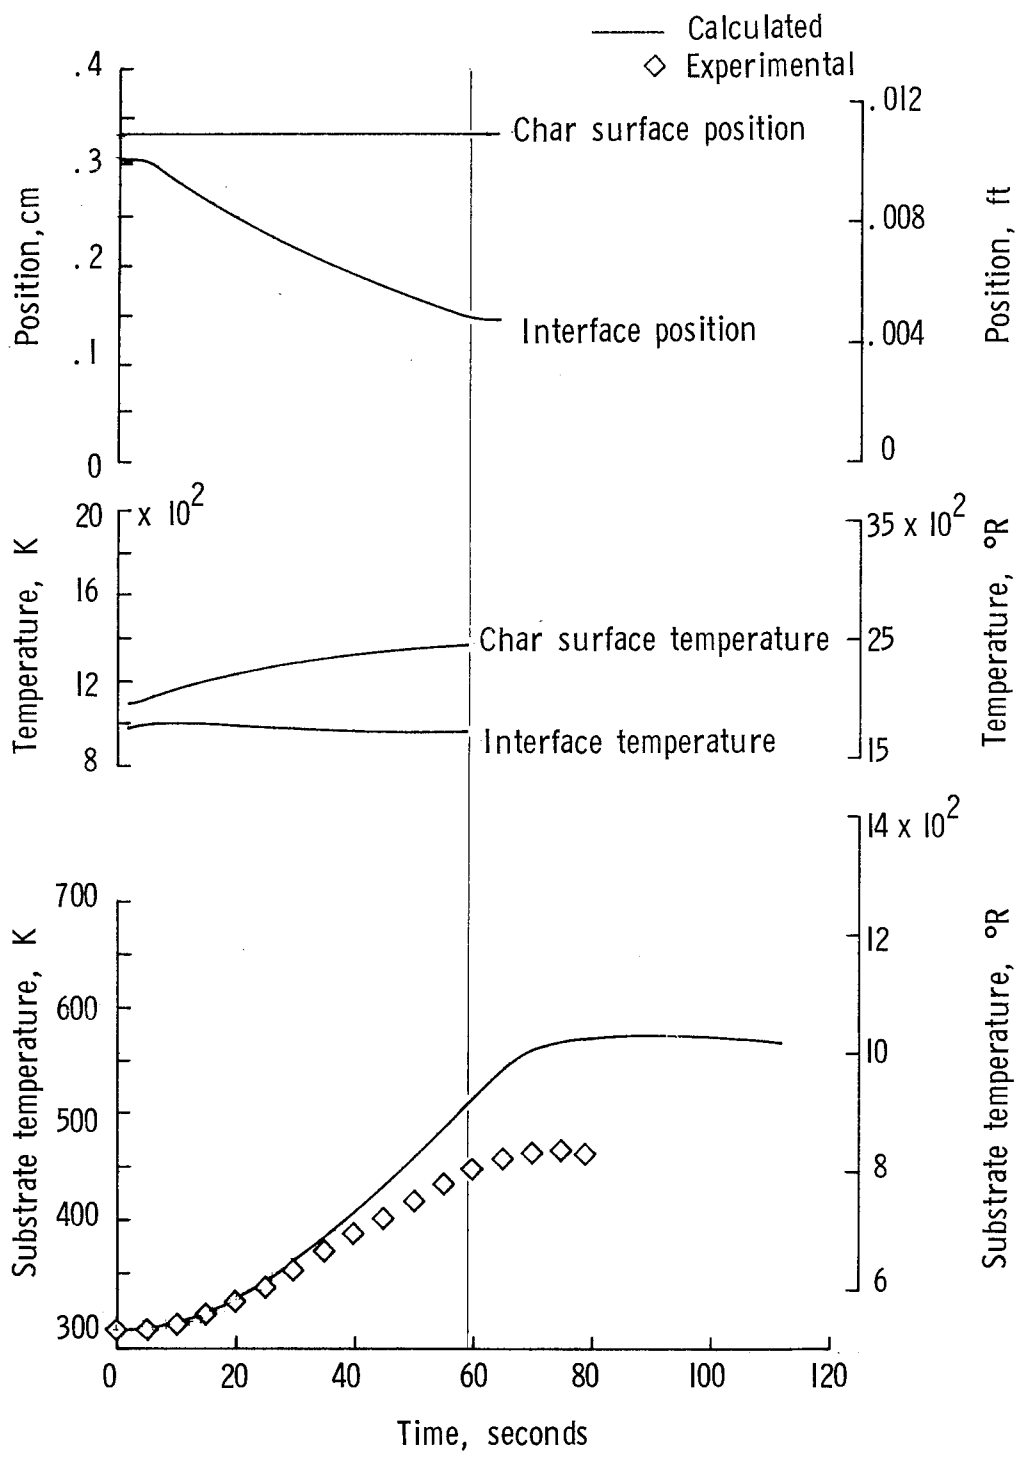 Calculated
Experimental
.4
.012
Char surface position
.3
.008
.2
Interface position
.004
.1
0
0
Position, cm
Position, ft
20 x 10²
35 x 10²
16
Char surface temperature
25
12
Interface temperature
15
8
Temperature, K
Temperature, °R
14 x 10²
700
12
600
10
500
8
400
6
300
Substrate temperature, K
Substrate temperature, °R
0 20 40 60 80 100 120
Time, seconds